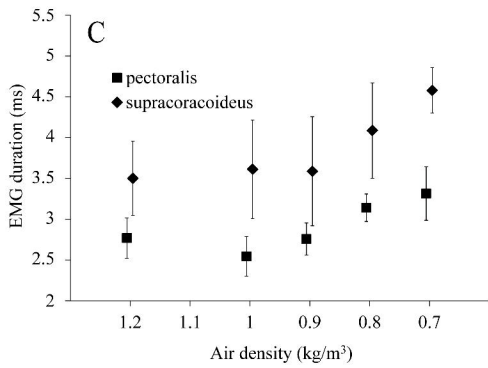 C
pectoralis
supracoracoideus
EMG duration (ms)
5.5
5
4.5
4
3.5
3
2.5
2
1.2 1.1 1 0.9 0.8 0.7
Air density (kg/m³)